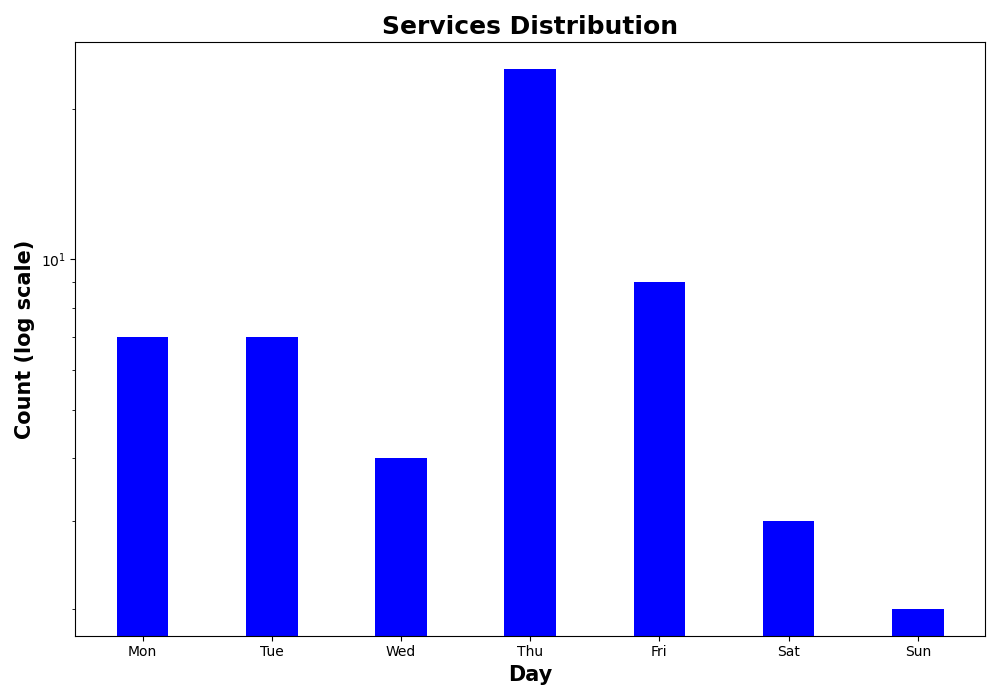 Services Distribution
Count (log scale)
10¹
Mon Tue Wed Thu Fri Sat Sun
Day